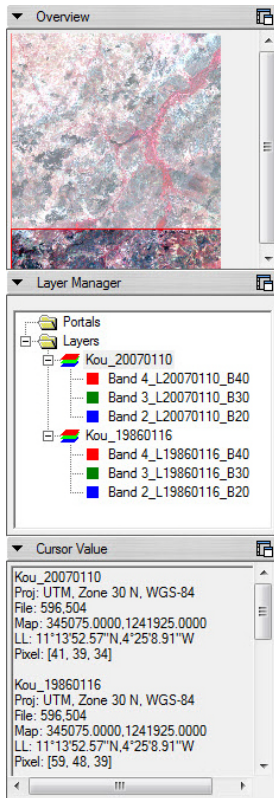 Overview
Layer Manager
Portals
Layers
Kou_20070110
Band 4_L20070110_B40
Band 3_L20070110_B30
Band 2_L20070110_B20
Kou_19860116
Band 4_L19860116_B40
Band 3_L19860116_B30
Band 2_L19860116_B20
Cursor Value
Kou_20070110
Proj: UTM, Zone 30 N, WGS-84
File: 596,504
Map: 345075.0000,1241925.0000
LL: 11°13'52.57"N,4°25'8.91"W
Pixel: [41, 39, 34]
Kou_19860116
Proj: UTM, Zone 30 N, WGS-84
File: 596,504
Map: 345075.0000,1241925.0000
LL: 11°13'52.57"N,4°25'8.91"W
Pixel: [59, 48, 39]